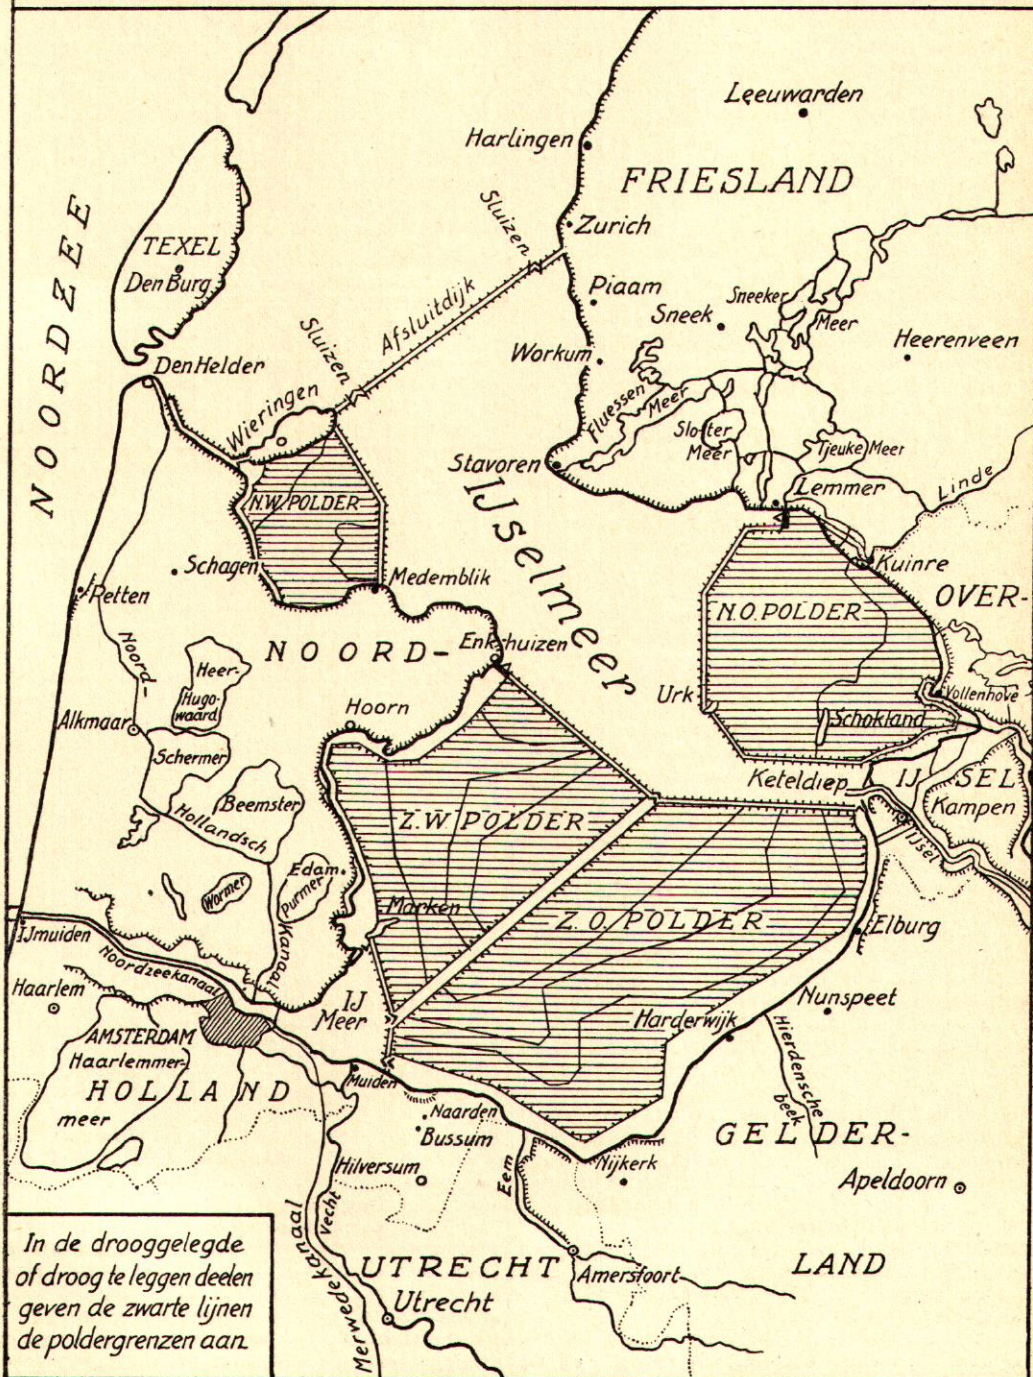 Leeuwarden
Harlingen
FRIESLAND
NOORDZEE
TEXEL
Den Burg
Sluizen
Zurich
Afsluitdijk
Piaam
Sneek
Sneeker
Meer
Heerenveen
Sluizen
Workum
Den Helder
Wieringen
Fluessen
Meer
Slo-ter
Meer
Tjeuke Meer
Stavoren
IJselmeer
Lemmer
Linde
N.W. POLDER
Schagen
Medemblik
Petten
Kuinre
N.O. POLDER
OVER-
NOORD-
Enkhuizen
Noord-
Heer-
Hugo-
waard
Urk
Vollenhove
Schokland
Alkmaar
Hoorn
Schermer
Keteldiep
IJ SEL
Kampen
Beemster
Hollandsch
Z.W. POLDER
IJsel
Edam
Purmer
Wormer
Marken
Z.O. POLDER
Elburg
IJmuiden
Noordzeekanaal
Kanaal
Haarlem
IJ
Meer
Nunspeet
Harderwijk
Hierdensche
beek
AMSTERDAM
Haarlemmer-
meer
HOLLAND
Muiden
Naarden
Bussum
GELDER-
Hilversum
Eem
Nijkerk
Apeldoorn
Vecht
Merwedekanaal
UTRECHT
Utrecht
Amersfoort
LAND
In de drooggelegde
of droog te leggen deelen
geven de zwarte lijnen
de poldergrenzen aan.